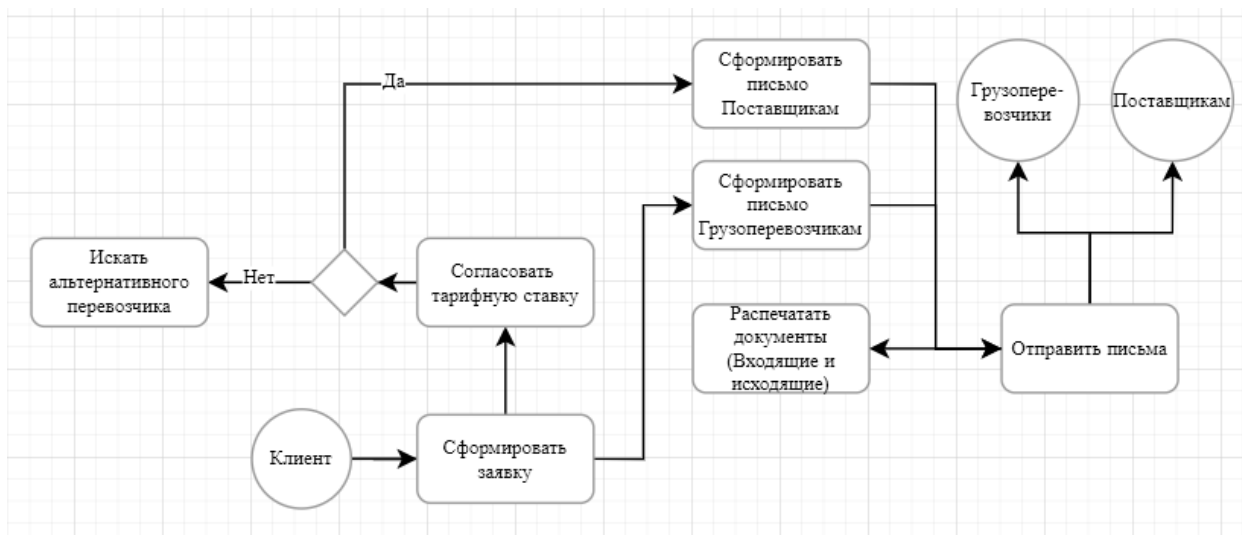 Да
Сформировать
письмо
Поставщикам
Грузопере-
возчики
Поставщикам
Сформировать
письмо
Грузоперевозчикам
Искать
альтернативного
перевозчика
Нет
Согласовать
тарифную ставку
Распечатать
документы
(Входящие и
исходящие)
Отправить письма
Клиент
Сформировать
заявку